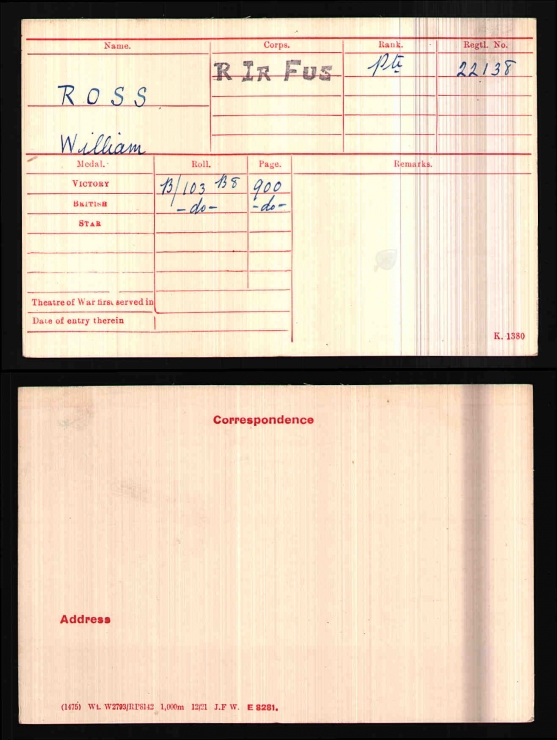 Name. Corps. Rank. Regtl. No.
ROSS R IR FUS Pte 22138
William
Medal. Roll. Page. Remarks.
VICTORY B/103 B8 900
BRITISH -do- -do-
STAR
Theatre of War first served in
Date of entry therein
K. 1380
Correspondence
Address
(1475) Wt. W2793/RP8142 1,000m 12/21 J.F W. E 8281.